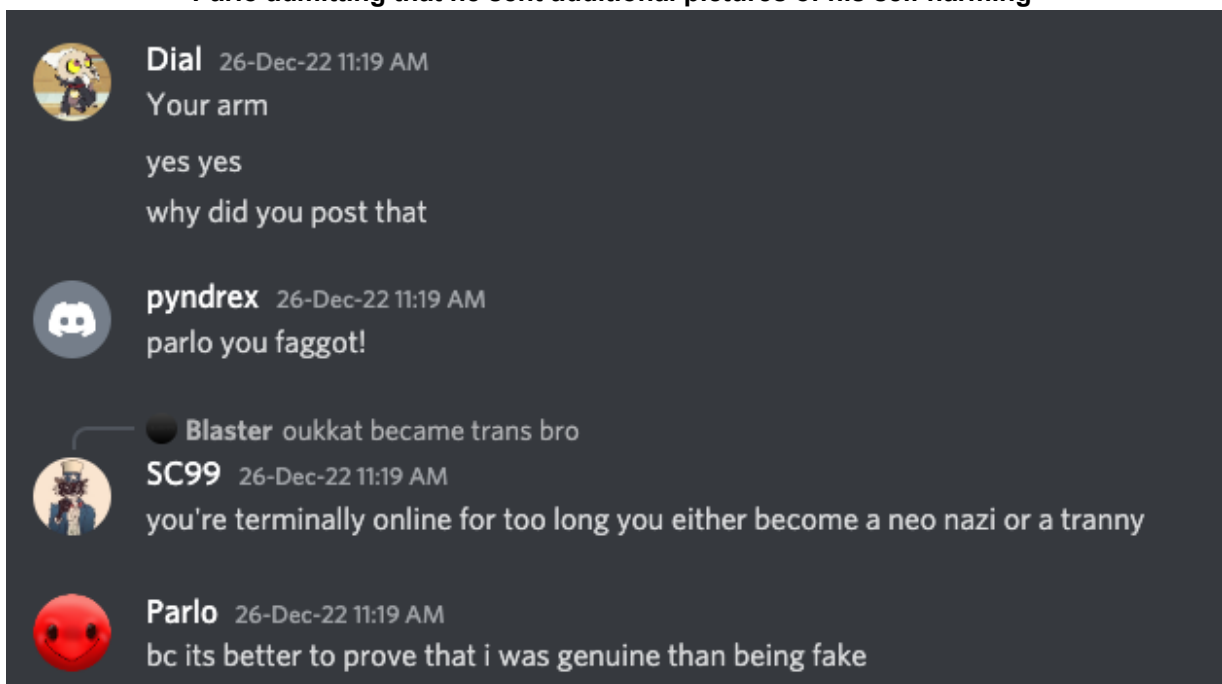 Parlo admitting that he sent additional pictures of his self harming
Dial 26-Dec-22 11:19 AM
Your arm
yes yes
why did you post that
pyndrex 26-Dec-22 11:19 AM
parlo you faggot!
Blaster oukkat became trans bro
SC99 26-Dec-22 11:19 AM
you're terminally online for too long you either become a neo nazi or a tranny
Parlo 26-Dec-22 11:19 AM
bc its better to prove that i was genuine than being fake